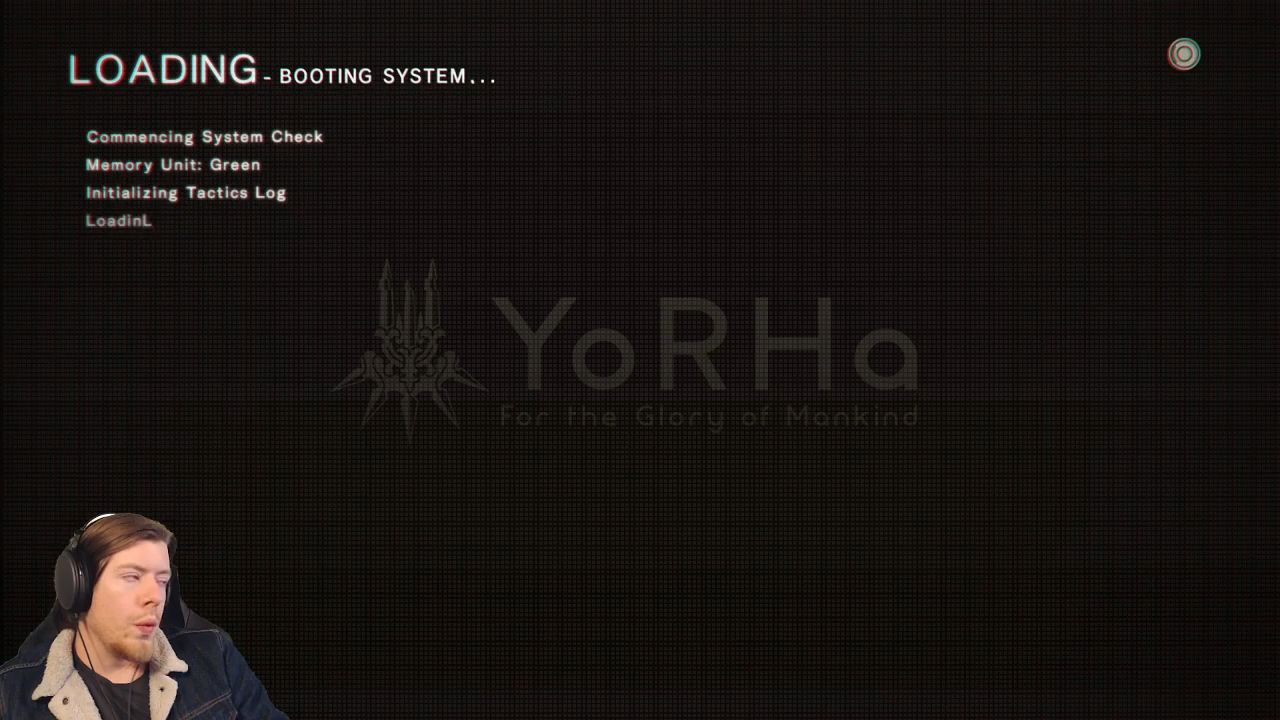 LOADING - BOOTING SYSTEM...
Commencing System Check
Memory Unit: Green
Initializing Tactics Log
LoadinL
YoRHa
For the Glory of Mankind